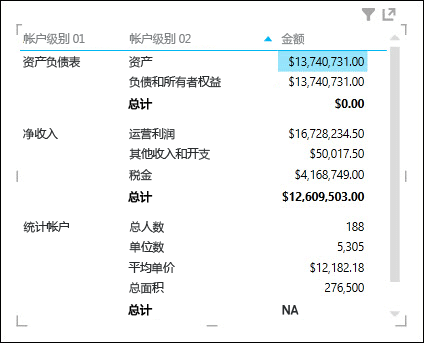 帐户级别 01 帐户级别 02 金额
资产负债表 资产 $13,740,731.00
负债和所有者权益 $13,740,731.00
总计 $0.00
净收入 运营利润 $16,728,234.50
其他收入和开支 $50,017.50
税金 $4,168,749.00
总计 $12,609,503.00
统计帐户 总人数 188
单位数 5,305
平均单价 $12,182.18
总面积 276,500
总计 NA